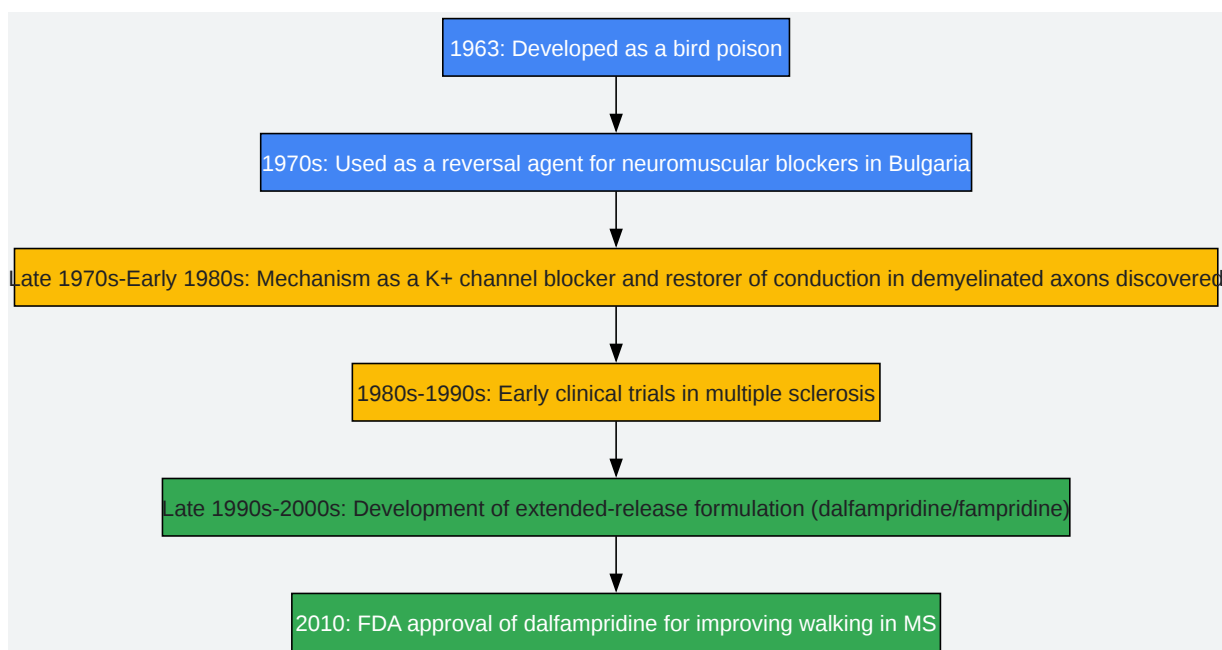 1963: Developed as a bird poison
1970s: Used as a reversal agent for neuromuscular blockers in Bulgaria
Late 1970s-Early 1980s: Mechanism as a K+ channel blocker and restorer of conduction in demyelinated axons discovered
1980s-1990s: Early clinical trials in multiple sclerosis
Late 1990s-2000s: Development of extended-release formulation (dalfampridine/fampridine)
2010: FDA approval of dalfampridine for improving walking in MS